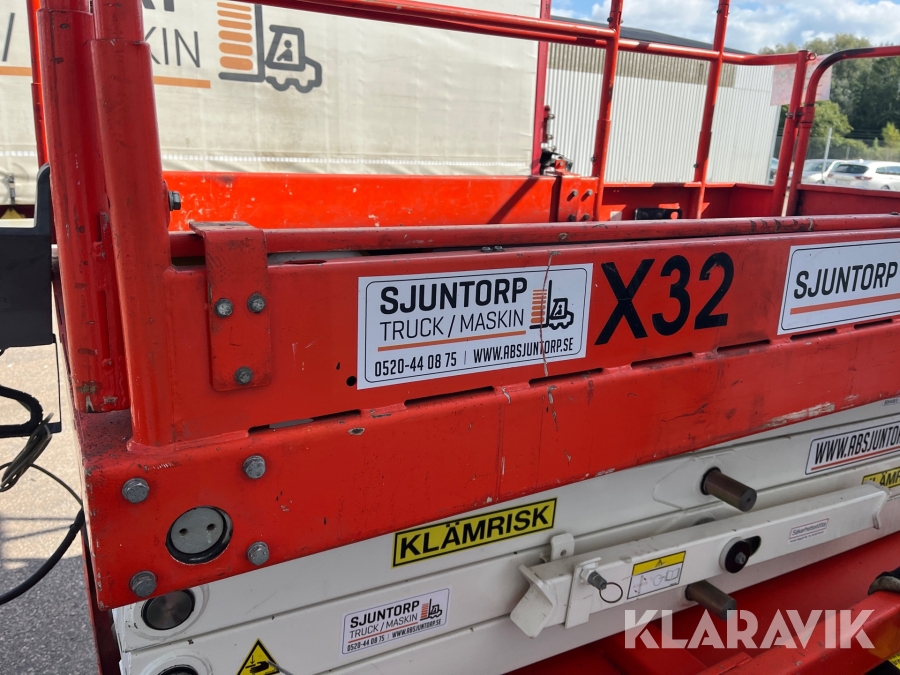 SJUNTORP
TRUCK/MASKIN
0520-44 08 75 | WWW.ABSJUNTORP.SE
X32
SJUNTORP
WWW.ABSJUNTORP
KLÄMRISK
SJUNTORP
TRUCK/MASKIN
0520-44 08 75 | WWW.ABSJUNTORP.SE
KLARAVIK